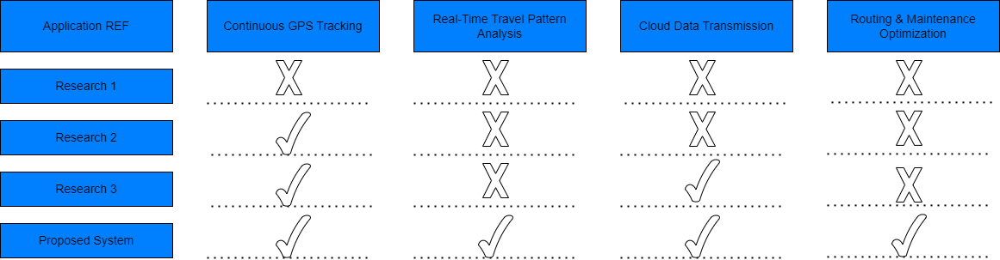 Application REF
Continuous GPS Tracking
Real-Time Travel Pattern
Analysis
Cloud Data Transmission
Routing & Maintenance
Optimization
Research 1
Research 2
Research 3
Proposed System